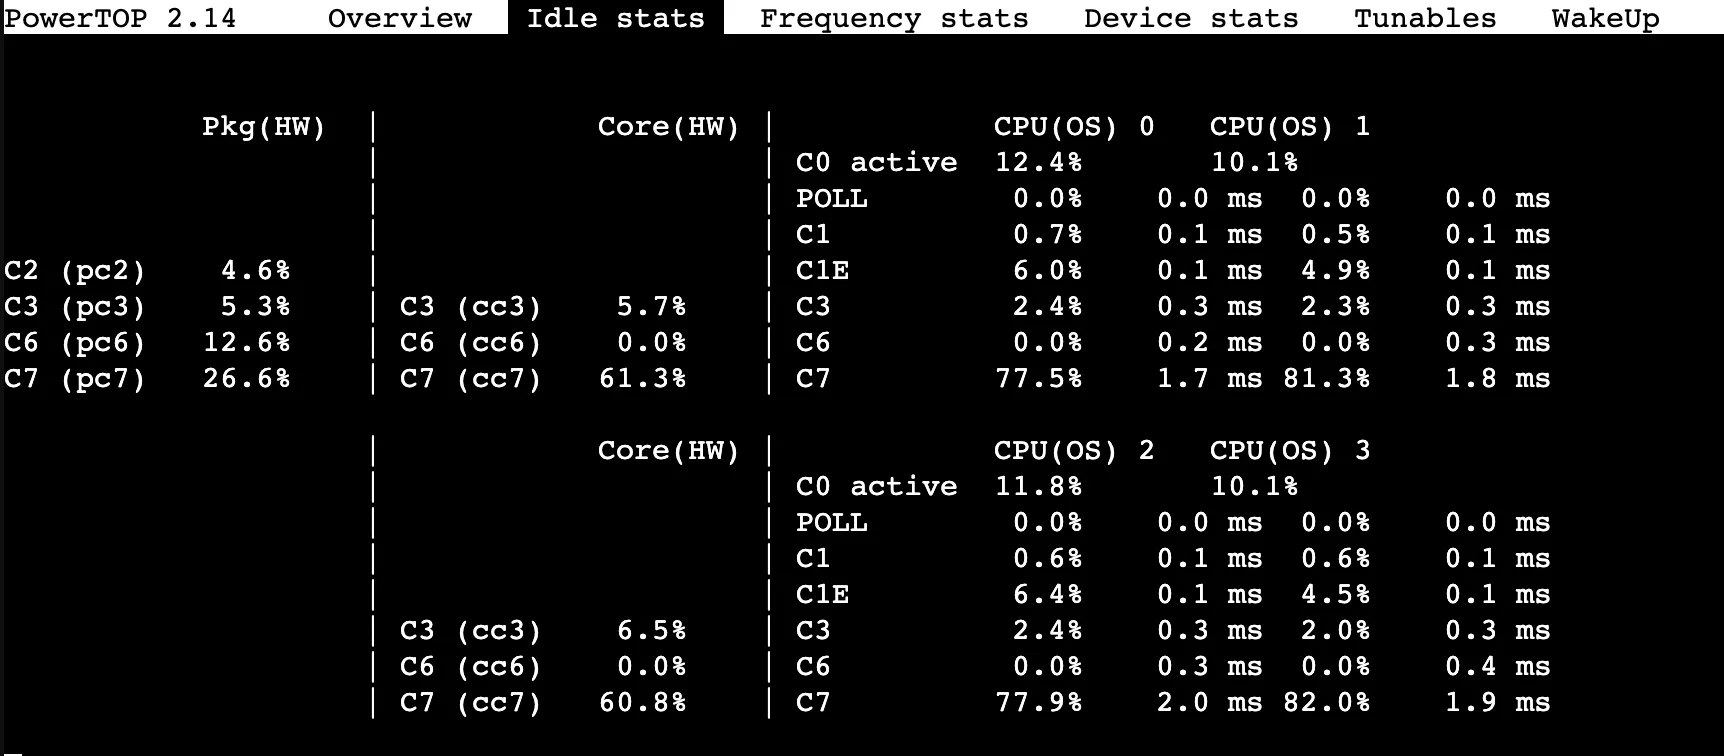 PowerTOP 2.14 Overview Idle stats Frequency stats Device stats Tunables WakeUp
Pkg(HW) | Core(HW) | CPU(OS) 0 CPU(OS) 1
| | C0 active 12.4% 10.1%
| | POLL 0.0% 0.0 ms 0.0% 0.0 ms
| | C1 0.7% 0.1 ms 0.5% 0.1 ms
C2 (pc2) 4.6% | | C1E 6.0% 0.1 ms 4.9% 0.1 ms
C3 (pc3) 5.3% | C3 (cc3) 5.7% | C3 2.4% 0.3 ms 2.3% 0.3 ms
C6 (pc6) 12.6% | C6 (cc6) 0.0% | C6 0.0% 0.2 ms 0.0% 0.3 ms
C7 (pc7) 26.6% | C7 (cc7) 61.3% | C7 77.5% 1.7 ms 81.3% 1.8 ms
| Core(HW) | CPU(OS) 2 CPU(OS) 3
| | C0 active 11.8% 10.1%
| | POLL 0.0% 0.0 ms 0.0% 0.0 ms
| | C1 0.6% 0.1 ms 0.6% 0.1 ms
| | C1E 6.4% 0.1 ms 4.5% 0.1 ms
| C3 (cc3) 6.5% | C3 2.4% 0.3 ms 2.0% 0.3 ms
| C6 (cc6) 0.0% | C6 0.0% 0.3 ms 0.0% 0.4 ms
| C7 (cc7) 60.8% | C7 77.9% 2.0 ms 82.0% 1.9 ms